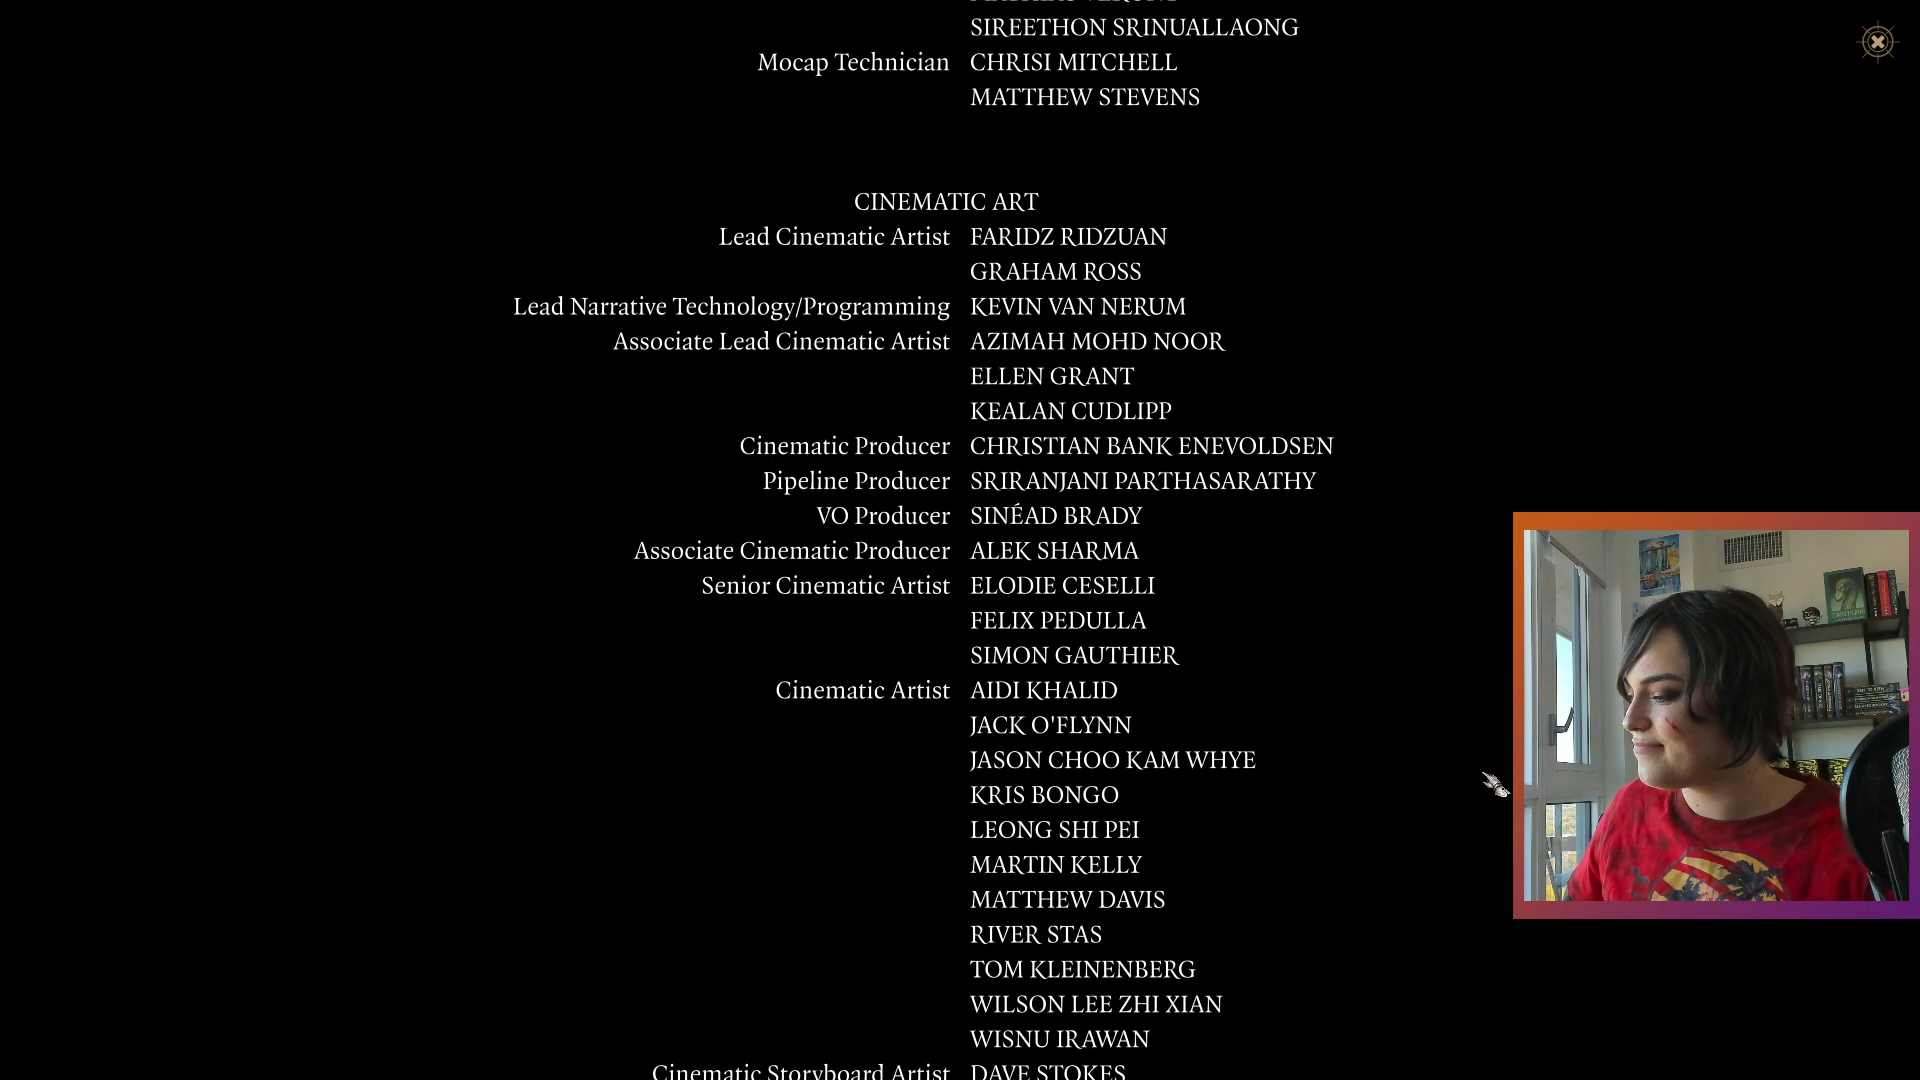 SIREETHON SRINUALLAONG
Mocap Technician CHRISI MITCHELL
MATTHEW STEVENS
CINEMATIC ART
Lead Cinematic Artist FARIDZ RIDZUAN
GRAHAM ROSS
Lead Narrative Technology/Programming KEVIN VAN NERUM
Associate Lead Cinematic Artist AZIMAH MOHD NOOR
ELLEN GRANT
KEALAN CUDLIPP
Cinematic Producer CHRISTIAN BANK ENEVOLDSEN
Pipeline Producer SRIRANJANI PARTHASARATHY
VO Producer SINÉAD BRADY
Associate Cinematic Producer ALEK SHARMA
Senior Cinematic Artist ELODIE CESELLI
FELIX PEDULLA
SIMON GAUTHIER
Cinematic Artist AIDI KHALID
JACK O'FLYNN
JASON CHOO KAM WHYE
KRIS BONGO
LEONG SHI PEI
MARTIN KELLY
MATTHEW DAVIS
RIVER STAS
TOM KLEINENBERG
WILSON LEE ZHI XIAN
WISNU IRAWAN
Cinematic Storyboard Artist DAVE STOKES